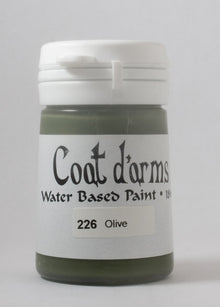 Coat d'arms
Water Based Paint •
226 Olive